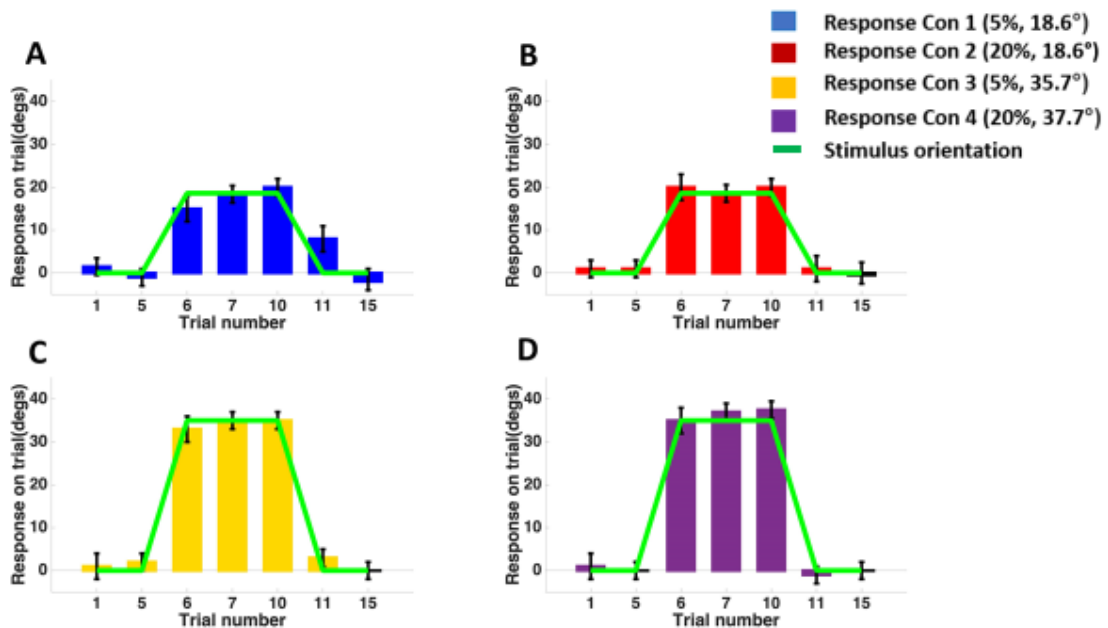 Response Con 1 (5%, 18.6°)
Response Con 2 (20%, 18.6°)
Response Con 3 (5%, 35.7°)
Response Con 4 (20%, 37.7°)
Stimulus orientation
A
Response on trial(degs)
40
30
20
10
0
1 5 6 7 10 11 15
Trial number
B
Response on trial(degs)
40
30
20
10
0
1 5 6 7 10 11 15
Trial number
C
Response on trial(degs)
40
30
20
10
0
1 5 6 7 10 11 15
Trial number
D
Response on trial(degs)
40
30
20
10
0
1 5 6 7 10 11 15
Trial number